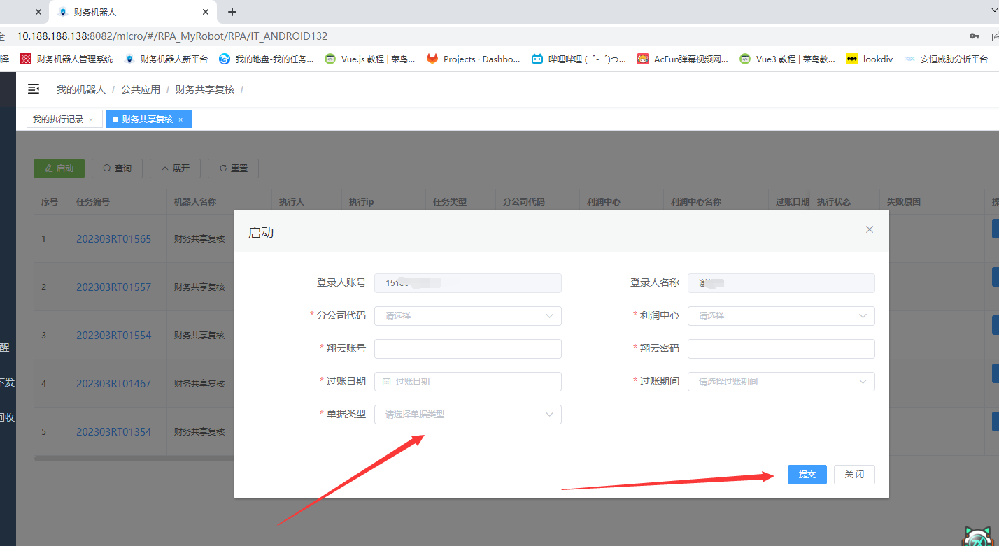 财务机器人
10.188.188.138:8082/micro/#/RPA_MyRobot/RPA/IT_ANDROID132
财务机器人管理系统 财务机器人新平台 我的地盘-我的任务... Vue.js 教程 | 菜鸟... Projects · Dashbo... 哔哩哔哩 ( ゜- ゜)つ... AcFun弹幕视频网... Vue3 教程 | 菜鸟教... lookdiv 安恒威胁分析平台
我的机器人 / 公共应用 / 财务共享复核 /
我的执行记录 × 财务共享复核 ×
启动 查询 展开 重置
序号 任务编号 机器人名称 执行人 执行ip 任务类型 分公司代码 利润中心 利润中心名称 过账日期 执行状态 失败原因
1 202303RT01565 财务共享复核
2 202303RT01557 财务共享复核
3 202303RT01554 财务共享复核
4 202303RT01467 财务共享复核
5 202303RT01354 财务共享复核
醒
下发
回收
启动
登录人账号 登录人名称 谢
* 分公司代码 请选择 * 利润中心 请选择
* 翔云账号 * 翔云密码
* 过账日期 过账日期 * 过账期间 请选择过账期间
* 单据类型 请选择单据类型
提交 关 闭